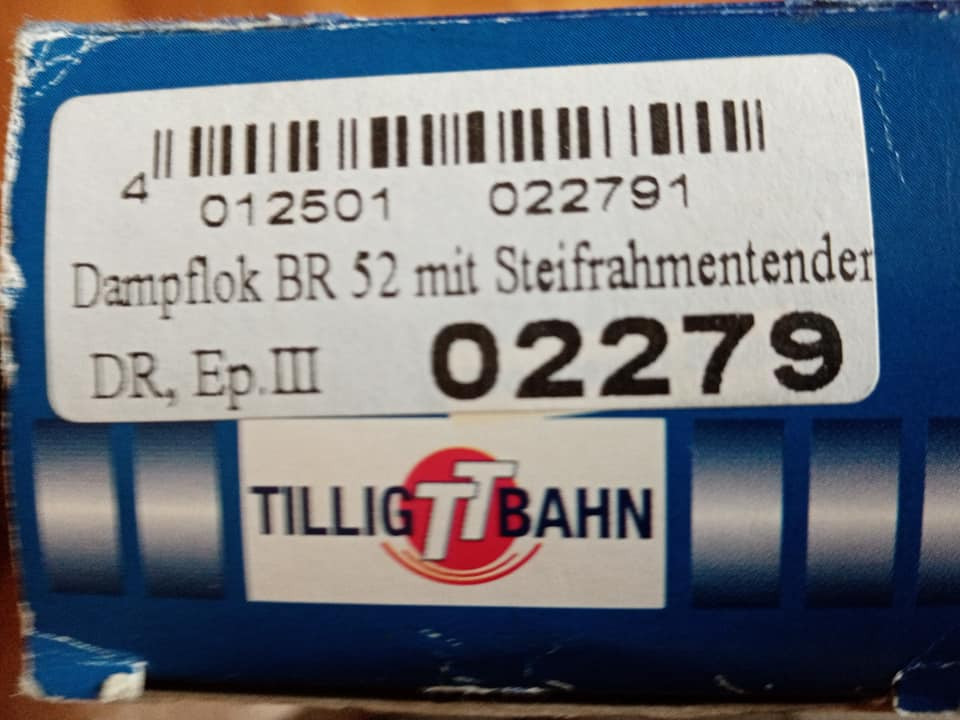 4 012501 022791
Dampflok BR 52 mit Steifrahmentender
DR, Ep.III 02279
TILLIG TT BAHN